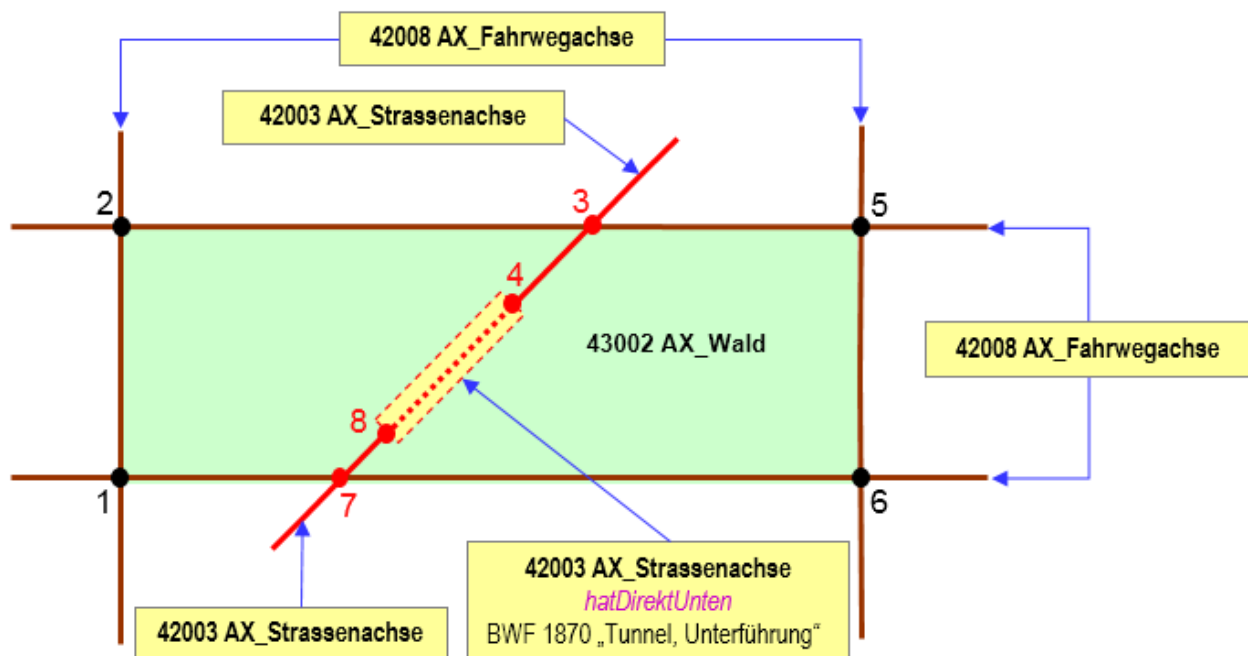 42008 AX_Fahrwegachse
42003 AX_Strassenachse
2
3
5
4
43002 AX_Wald
42008 AX_Fahrwegachse
8
1
7
6
42003 AX_Strassenachse
42003 AX_Strassenachse
hatDirektUnten
BWF 1870 „Tunnel, Unterführung“